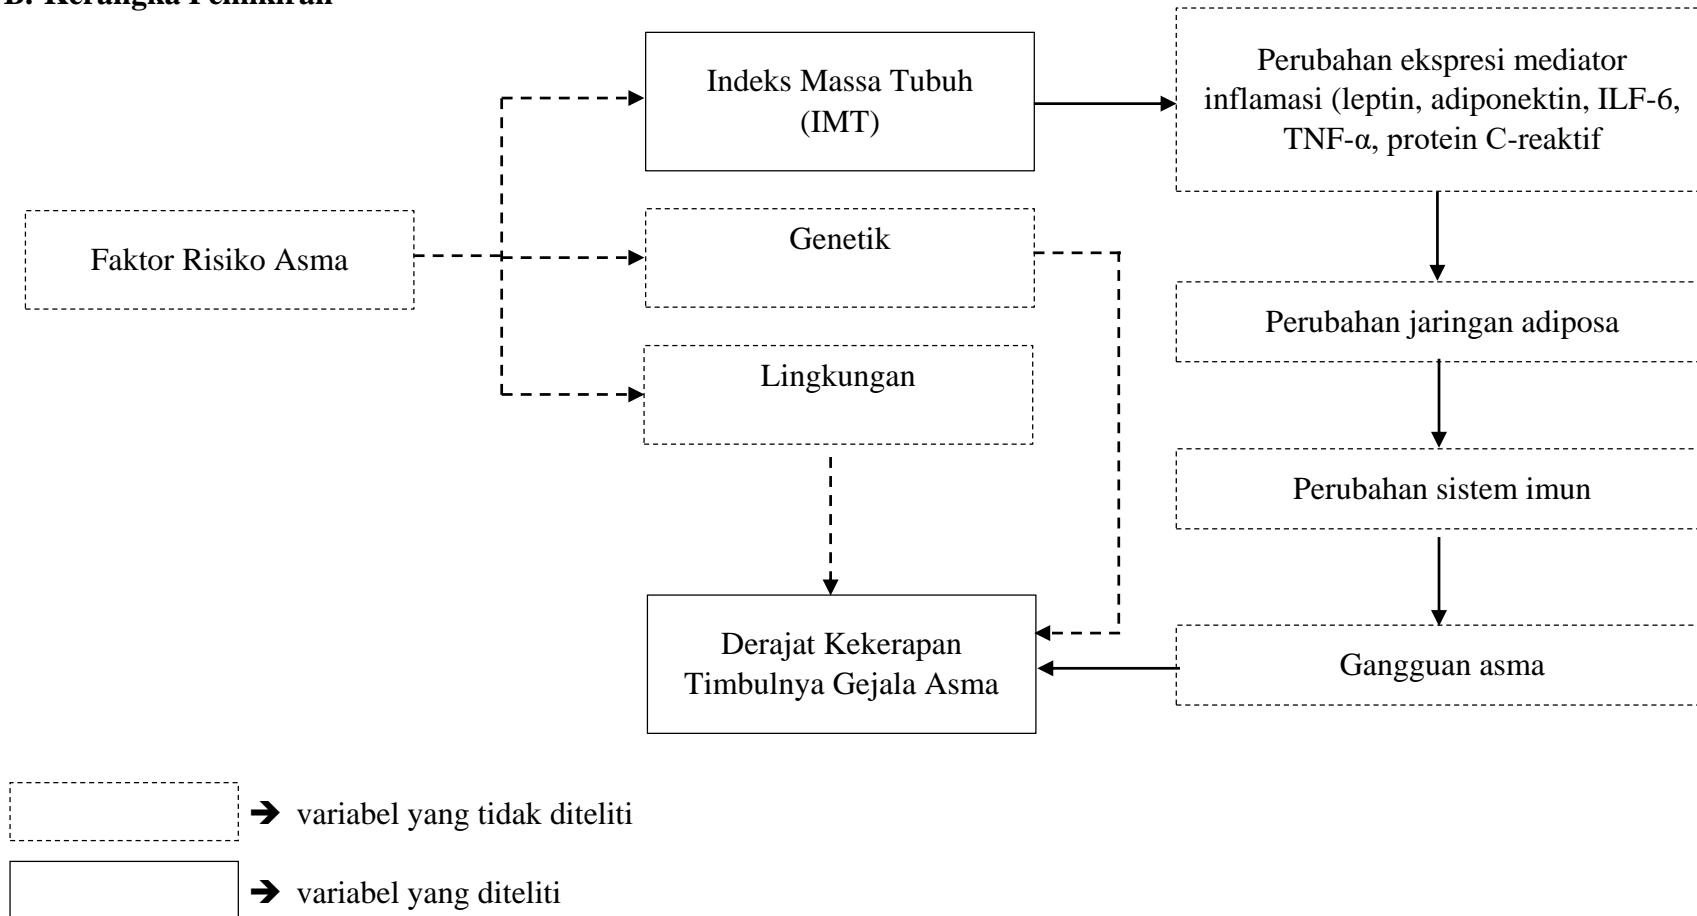 B. Kerangka Pemikiran
Indeks Massa Tubuh
(IMT)
Perubahan ekspresi mediator
inflamasi (leptin, adiponektin, ILF-6,
TNF-α, protein C-reaktif
Faktor Risiko Asma
Genetik
Lingkungan
Perubahan jaringan adiposa
Perubahan sistem imun
Derajat Kekerapan
Timbulnya Gejala Asma
Gangguan asma
➔ variabel yang tidak diteliti
➔ variabel yang diteliti